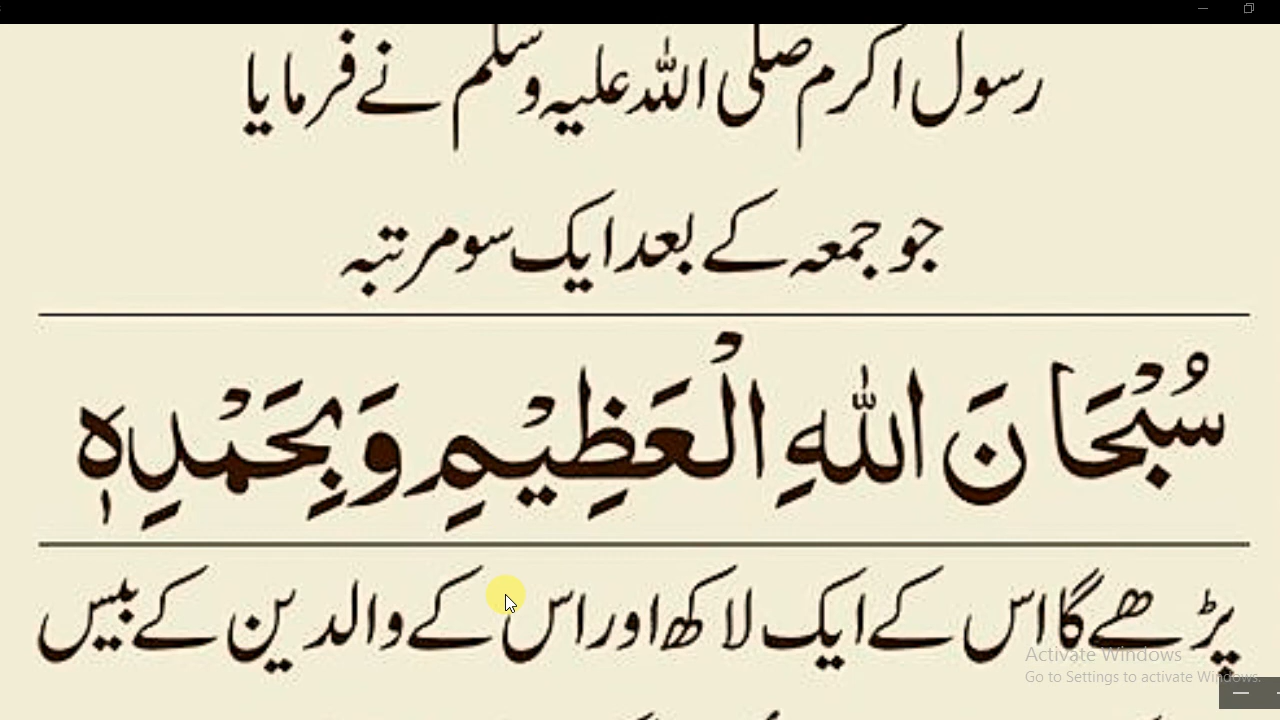 رسول اکرم صلی اللہ علیہ وسلم نے فرمایا
جو جمعہ کے بعد ایک سو مرتبہ
سُبْحَانَ اللهِ الْعَظِيْمِ وَبِحَمْدِهٖ
پڑھے گا اس کے ایک لاکھ اور اس کے والدین کے بیس
Activate Windows
Go to Settings to activate Windows.